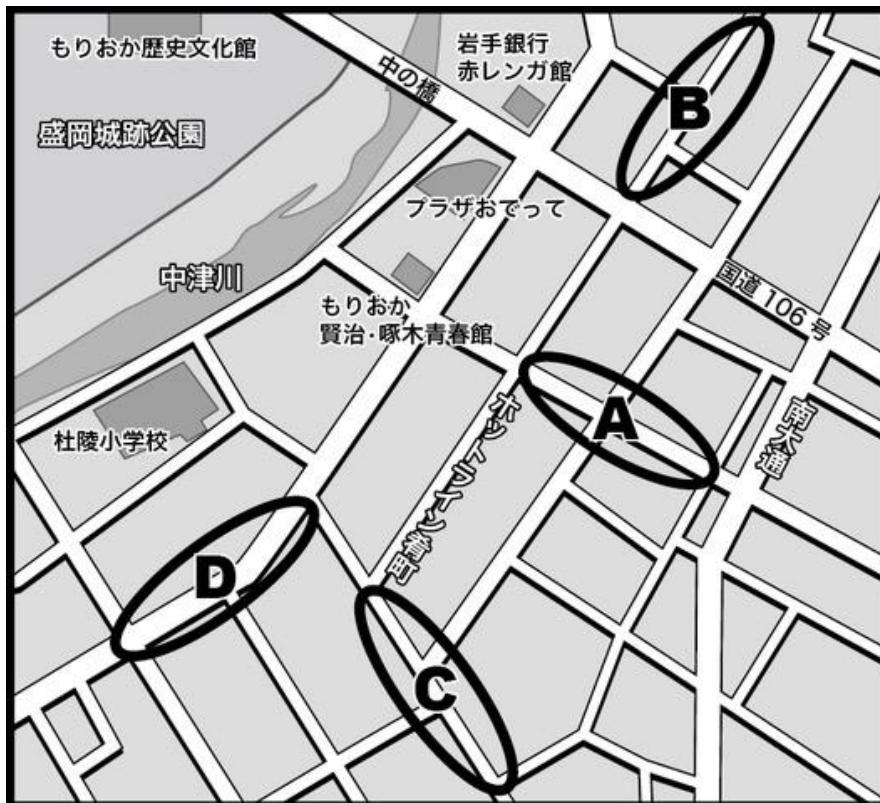 もりおか歴史文化館
岩手銀行
赤レンガ館
中の橋
盛岡城跡公園
B
プラザおでって
中津川
国道106号
もりおか
賢治・啄木青春館
A
ホットライン肴町
南大通
杜陵小学校
D
C